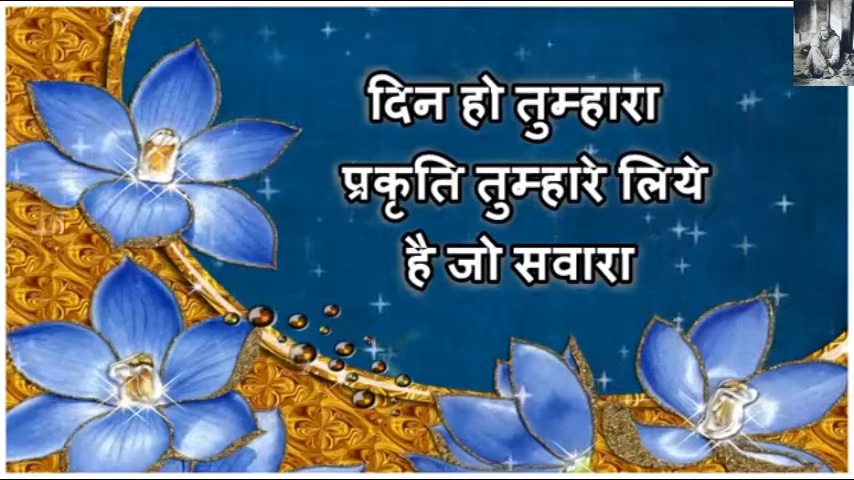 दिन हो तुम्हारा
प्रकृति तुम्हारे लिये
है जो सवारा